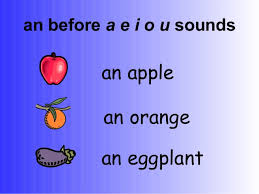 an before a e i o u sounds
an apple
an orange
an eggplant